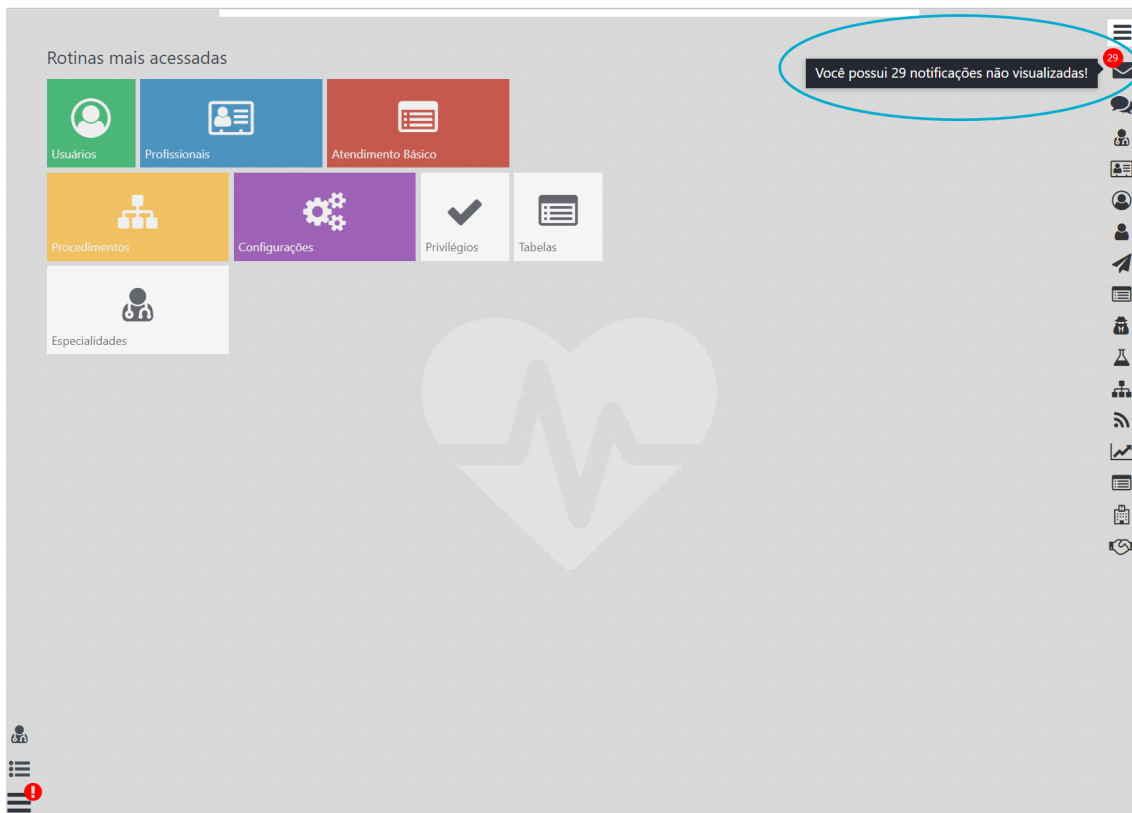 Rotinas mais acessadas
Você possui 29 notificações não visualizadas!
29
Usuários
Profissionais
Atendimento Básico
Procedimentos
Configurações
Privilégios
Tabelas
Especialidades
!